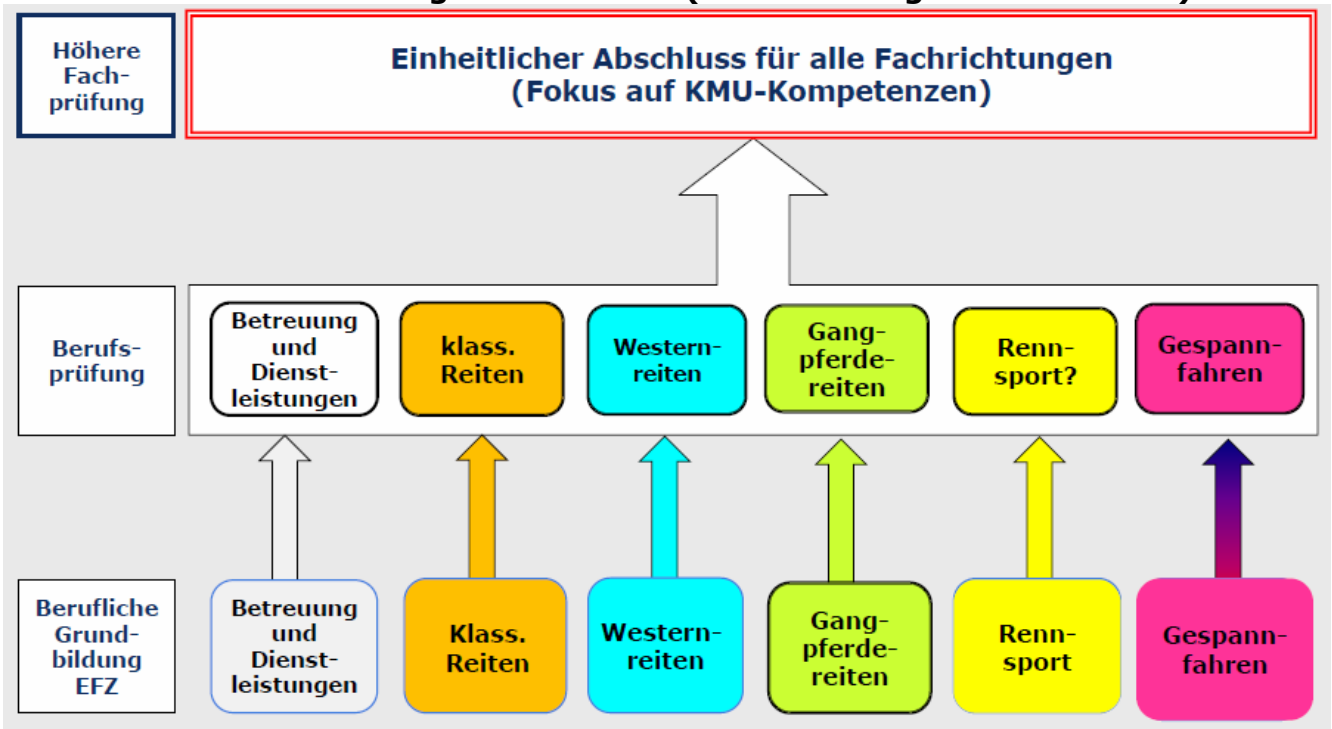 Höhere
Fach-
prüfung
Einheitlicher Abschluss für alle Fachrichtungen
(Fokus auf KMU-Kompetenzen)
Berufs-
prüfung
Betreuung
und
Dienst-
leistungen
klass.
Reiten
Western-
reiten
Gang-
pferde-
reiten
Renn-
sport?
Gespann-
fahren
Berufliche
Grund-
bildung
EFZ
Betreuung
und
Dienst-
leistungen
Klass.
Reiten
Western-
reiten
Gang-
pferde-
reiten
Renn-
sport
Gespann-
fahren